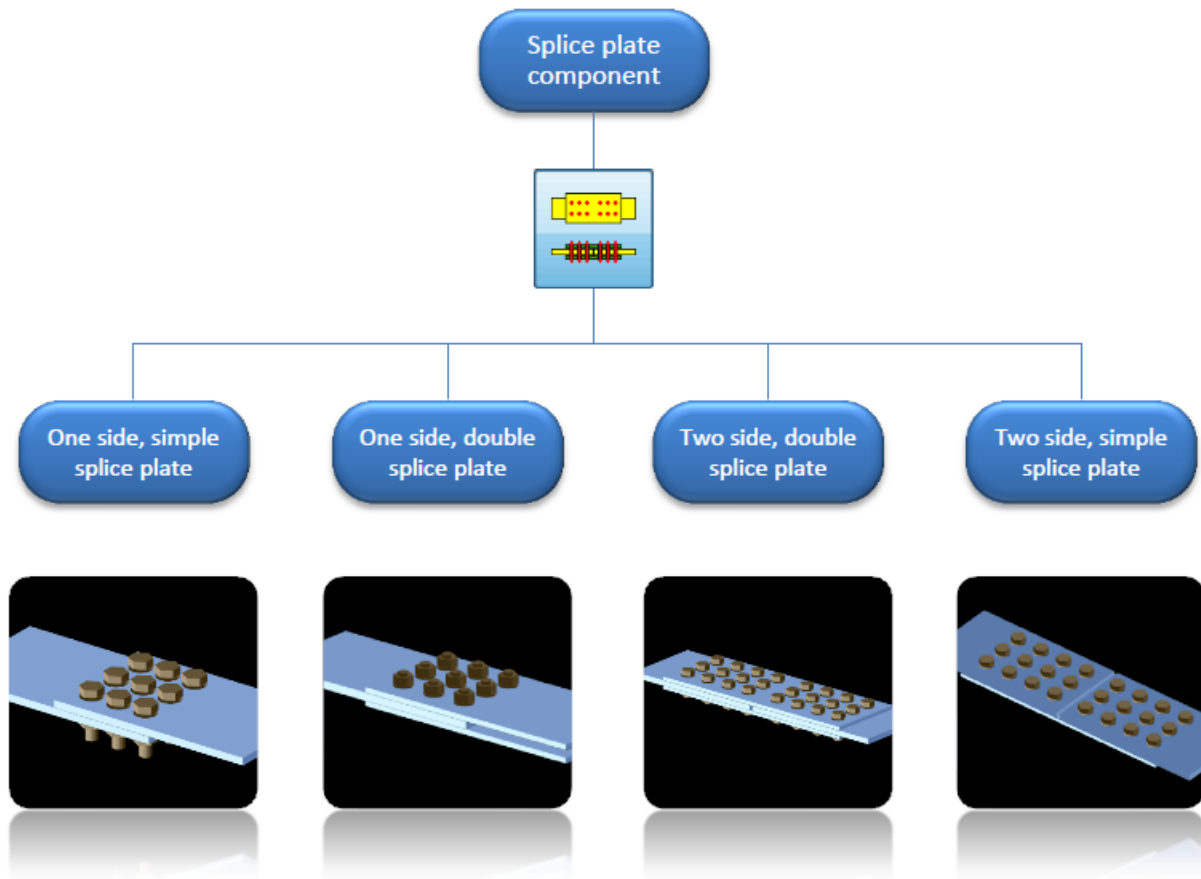 Splice plate
component
One side, simple
splice plate
One side, double
splice plate
Two side, double
splice plate
Two side, simple
splice plate